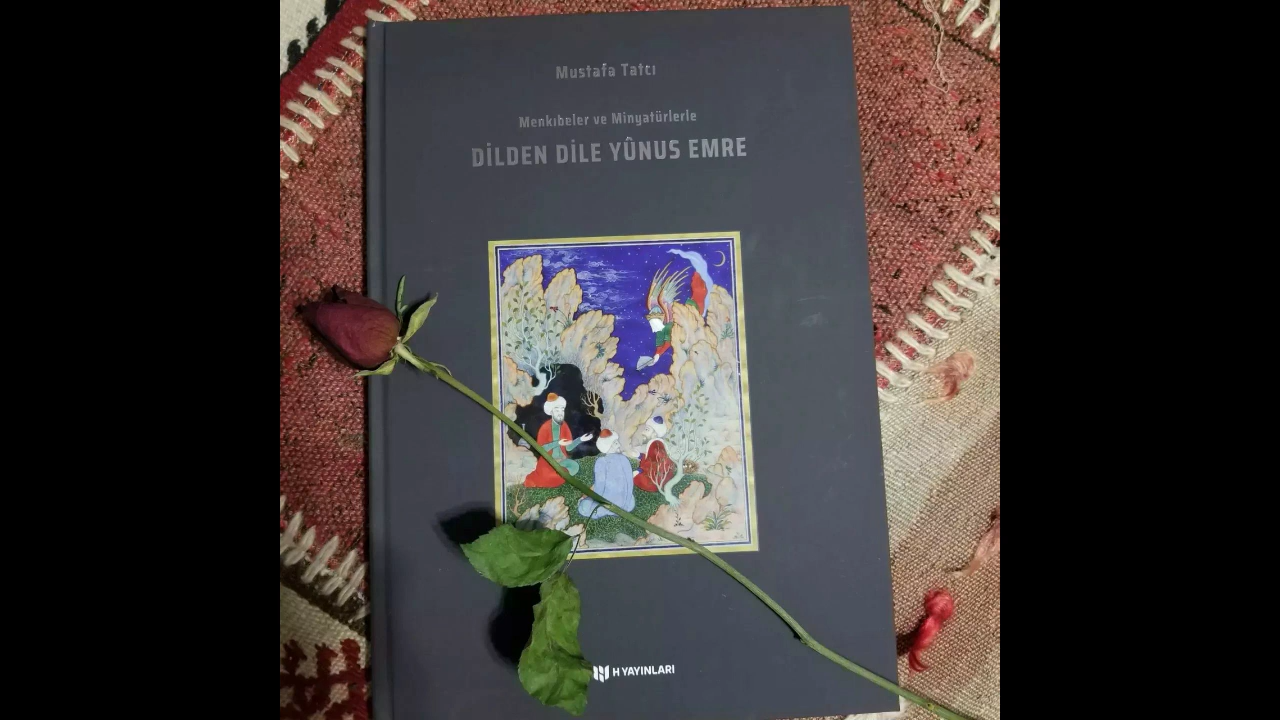 Mustafa Tatcı
Menkıbeler ve Minyatürlerle
DİLDEN DİLE YÛNUS EMRE
H YAYINLARI